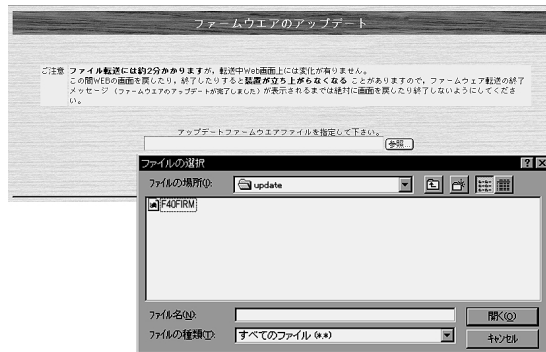 ファームウエアのアップデート
ご注意 ファイル転送には約2分かかりますが，転送中Web画面上には変化が有りません。
この間WEBの画面を戻したり，終了したりすると装置が立ち上がらなくなる ことがありますので，ファームウェア転送の終了
メッセージ （ファームウエアのアップデートが完了しました）が表示されるまでは絶対に画面を戻したり終了しないようにしてくださ
い。
アップデートファームウエアファイルを指定して下さい。
参照...
ファイルの選択
ファイルの場所(I):
update
F40FIRM
ファイル名(N):
開く(O)
ファイルの種類(T):
すべてのファイル (*.*)
キャンセル